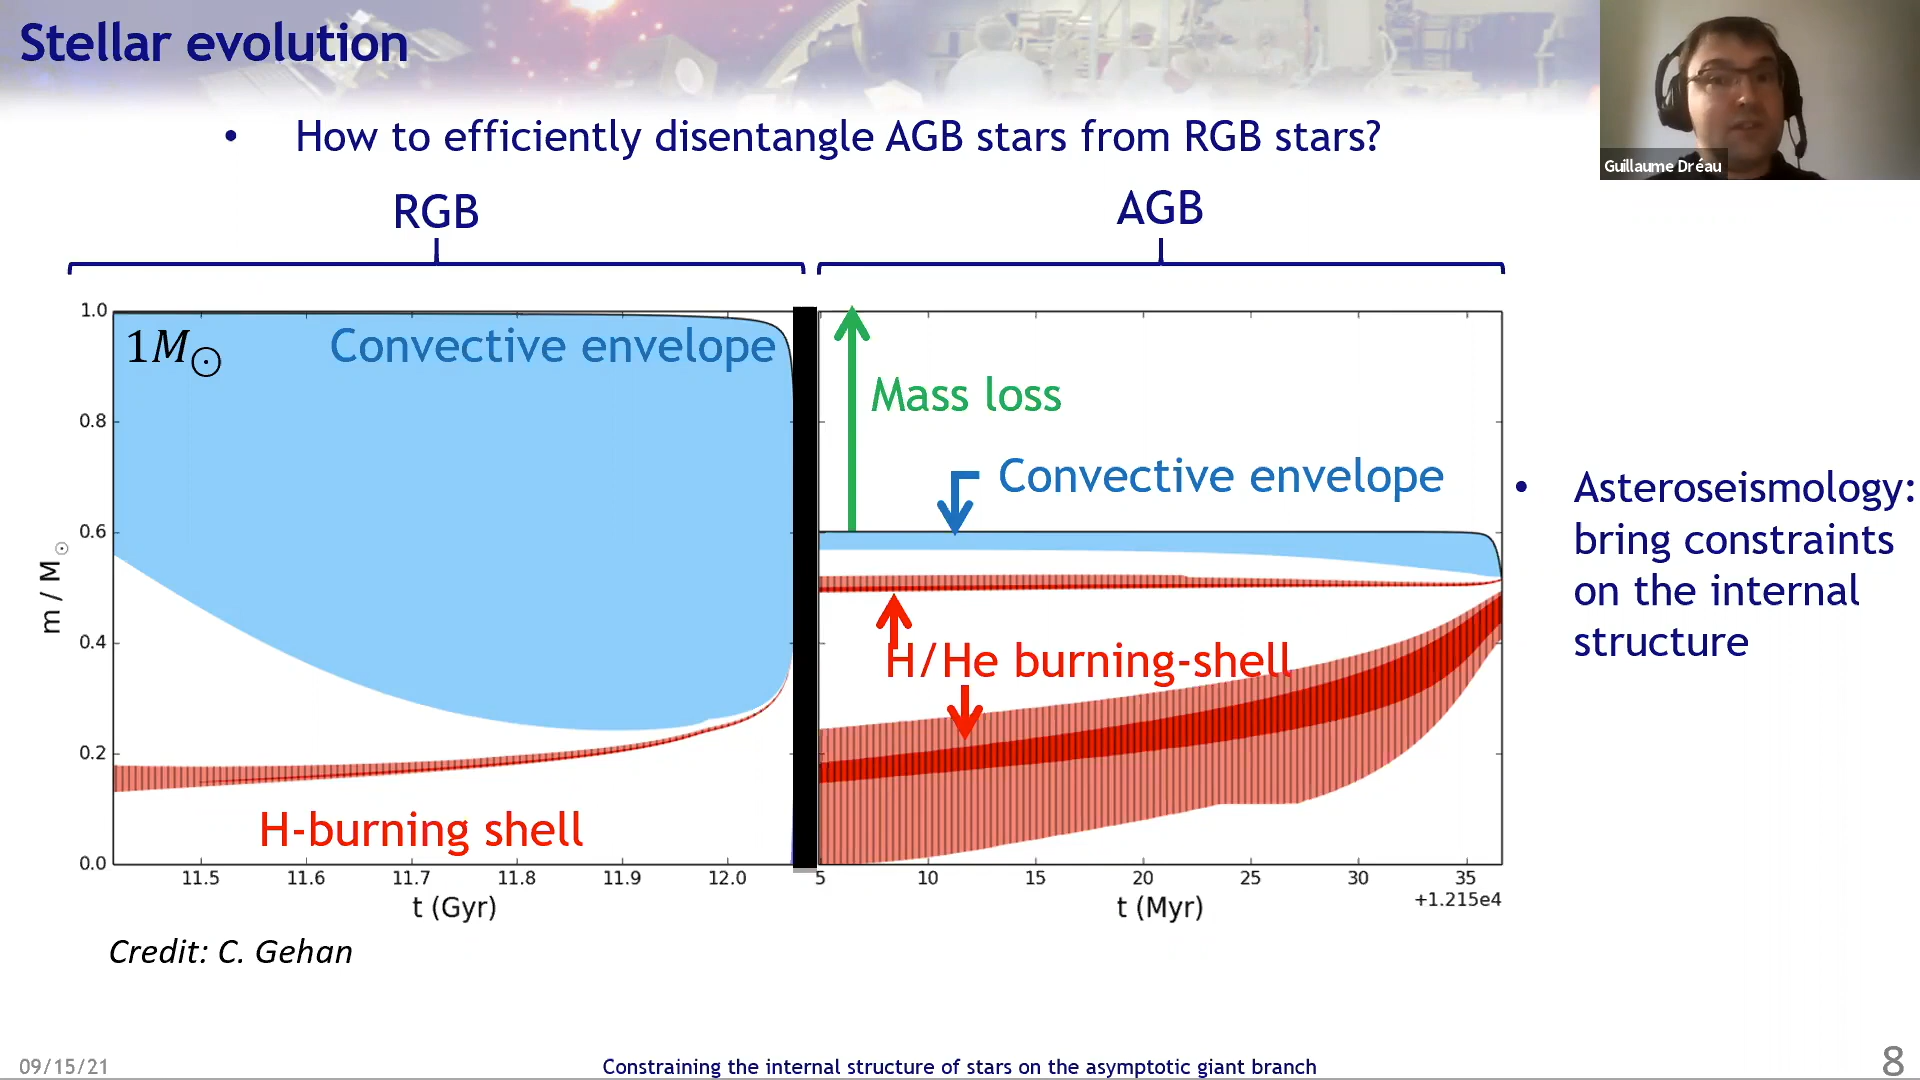 Stellar evolution
Guillaume Dréau
• How to efficiently disentangle AGB stars from RGB stars?
RGB
AGB
1M☉
Convective envelope
H-burning shell
Mass loss
Convective envelope
H/He burning-shell
m / M☉
1.0
0.8
0.6
0.4
0.2
0.0
11.5 11.6 11.7 11.8 11.9 12.0
t (Gyr)
5 10 15 20 25 30 35
+1.215e4
t (Myr)
• Asteroseismology:
bring constraints
on the internal
structure
Credit: C. Gehan
09/15/21
Constraining the internal structure of stars on the asymptotic giant branch
8